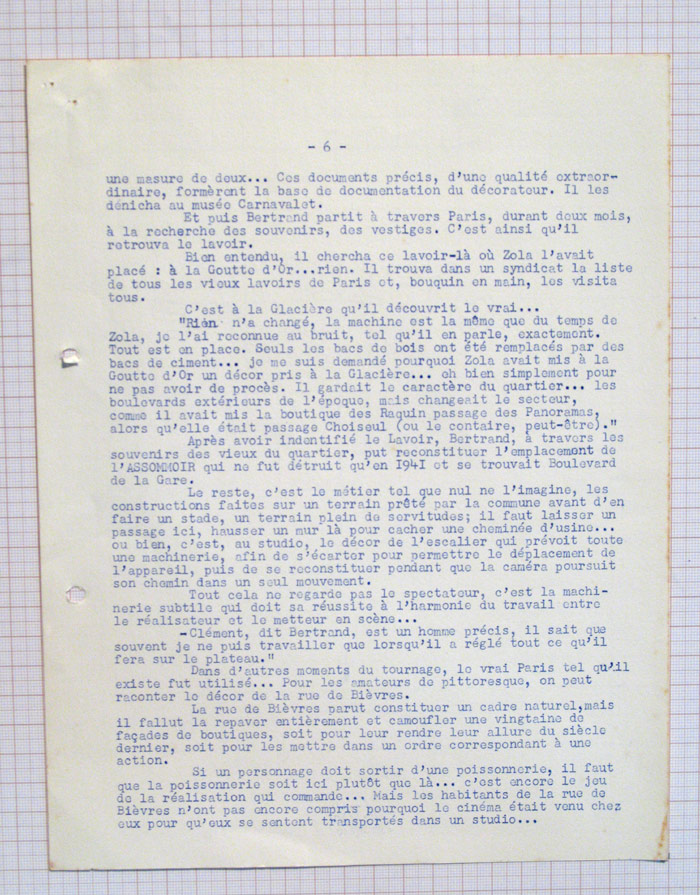 - 6 -
une masure de deux... Ces documents précis, d'une qualité extraor-
dinaire, formèrent la base de documentation du décorateur. Il les
dénicha au musée Carnavalet.
Et puis Bertrand partit à travers Paris, durant deux mois,
à la recherche des souvenirs, des vestiges. C'est ainsi qu'il
retrouva le lavoir.
Bien entendu, il chercha ce lavoir-là où Zola l'avait
placé : à la Goutte d'Or...rien. Il trouva dans un syndicat la liste
de tous les vieux lavoirs de Paris et, bouquin en main, les visita
tous.
C'est à la Glacière qu'il découvrit le vrai...
"Rien n'a changé, la machine est la même que du temps de
Zola, je l'ai reconnue au bruit, tel qu'il en parle, exactement.
Tout est en place. Seuls les bacs de bois ont été remplacés par des
bacs de ciment... je me suis demandé pourquoi Zola avait mis à la
Goutte d'Or un décor pris à la Glacière... eh bien simplement pour
ne pas avoir de procès. Il gardait le caractère du quartier... les
boulevards extérieurs de l'époque, mais changeait le secteur,
comme il avait mis la boutique des Raquin passage des Panoramas,
alors qu'elle était passage Choiseul (ou le contaire, peut-être)."
Après avoir indentifié le Lavoir, Bertrand, à travers les
souvenirs des vieux du quartier, put reconstituer l'emplacement de
l'ASSOMMOIR qui ne fut détruit qu'en I94I et se trouvait Boulevard
de la Gare.
Le reste, c'est le métier tel que nul ne l'imagine, les
constructions faites sur un terrain prêté par la commune avant d'en
faire un stade, un terrain plein de servitudes; il faut laisser un
passage ici, hausser un mur là pour cacher une cheminée d'usine...
ou bien, c'est, au studio, le décor de l'escalier qui prévoit toute
une machinerie, afin de s'écarter pour permettre le déplacement de
l'appareil, puis de se reconstituer pendant que la caméra poursuit
son chemin dans un seul mouvement.
Tout cela ne regarde pas le spectateur, c'est la machi-
nerie subtile qui doit sa réussite à l'harmonie du travail entre
le réalisateur et le metteur en scène...
-Clément, dit Bertrand, est un homme précis, il sait que
souvent je ne puis travailler que lorsqu'il a réglé tout ce qu'il
fera sur le plateau."
Dans d'autres moments du tournage, le vrai Paris tel qu'il
existe fut utilisé... Pour les amateurs de pittoresque, on peut
raconter le décor de la rue de Bièvres.
La rue de Bièvres parut constituer un cadre naturel,mais
il fallut la repaver entièrement et camoufler une vingtaine de
façades de boutiques, soit pour leur rendre leur allure du siècle
dernier, soit pour les mettre dans un ordre correspondant à une
action.
Si un personnage doit sortir d'une poissonnerie, il faut
que la poissonnerie soit ici plutôt que là... c'est encore le jeu
de la réalisation qui commande... Mais les habitants de la rue de
Bièvres n'ont pas encore compris pourquoi le cinéma était venu chez
eux pour qu'eux se sentent transportés dans un studio...